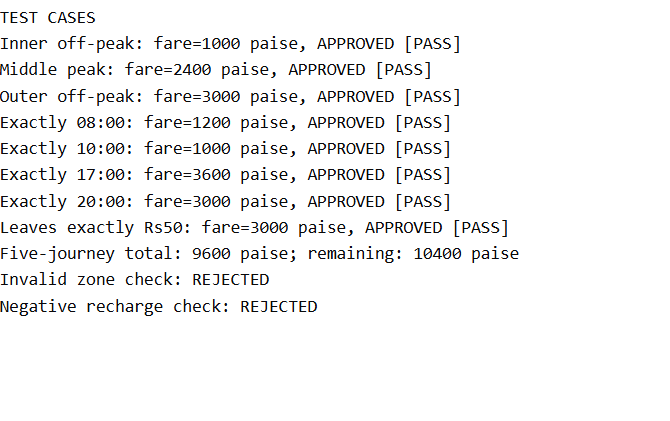 TEST CASES
Inner off-peak: fare=1000 paise, APPROVED [PASS]
Middle peak: fare=2400 paise, APPROVED [PASS]
Outer off-peak: fare=3000 paise, APPROVED [PASS]
Exactly 08:00: fare=1200 paise, APPROVED [PASS]
Exactly 10:00: fare=1000 paise, APPROVED [PASS]
Exactly 17:00: fare=3600 paise, APPROVED [PASS]
Exactly 20:00: fare=3000 paise, APPROVED [PASS]
Leaves exactly Rs50: fare=3000 paise, APPROVED [PASS]
Five-journey total: 9600 paise; remaining: 10400 paise
Invalid zone check: REJECTED
Negative recharge check: REJECTED